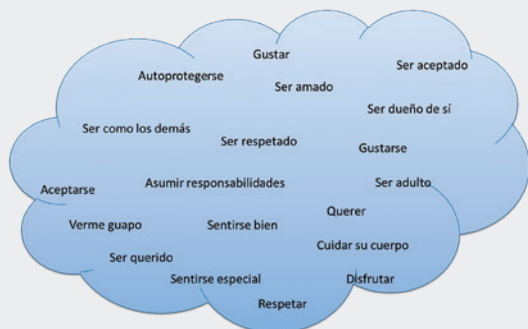 Gustar
Ser aceptado
Autoprotegerse
Ser amado
Ser dueño de sí
Ser como los demás
Ser respetado
Gustarse
Aceptarse
Asumir responsabilidades
Ser adulto
Querer
Verme guapo
Sentirse bien
Cuidar su cuerpo
Ser querido
Sentirse especial
Disfrutar
Respetar